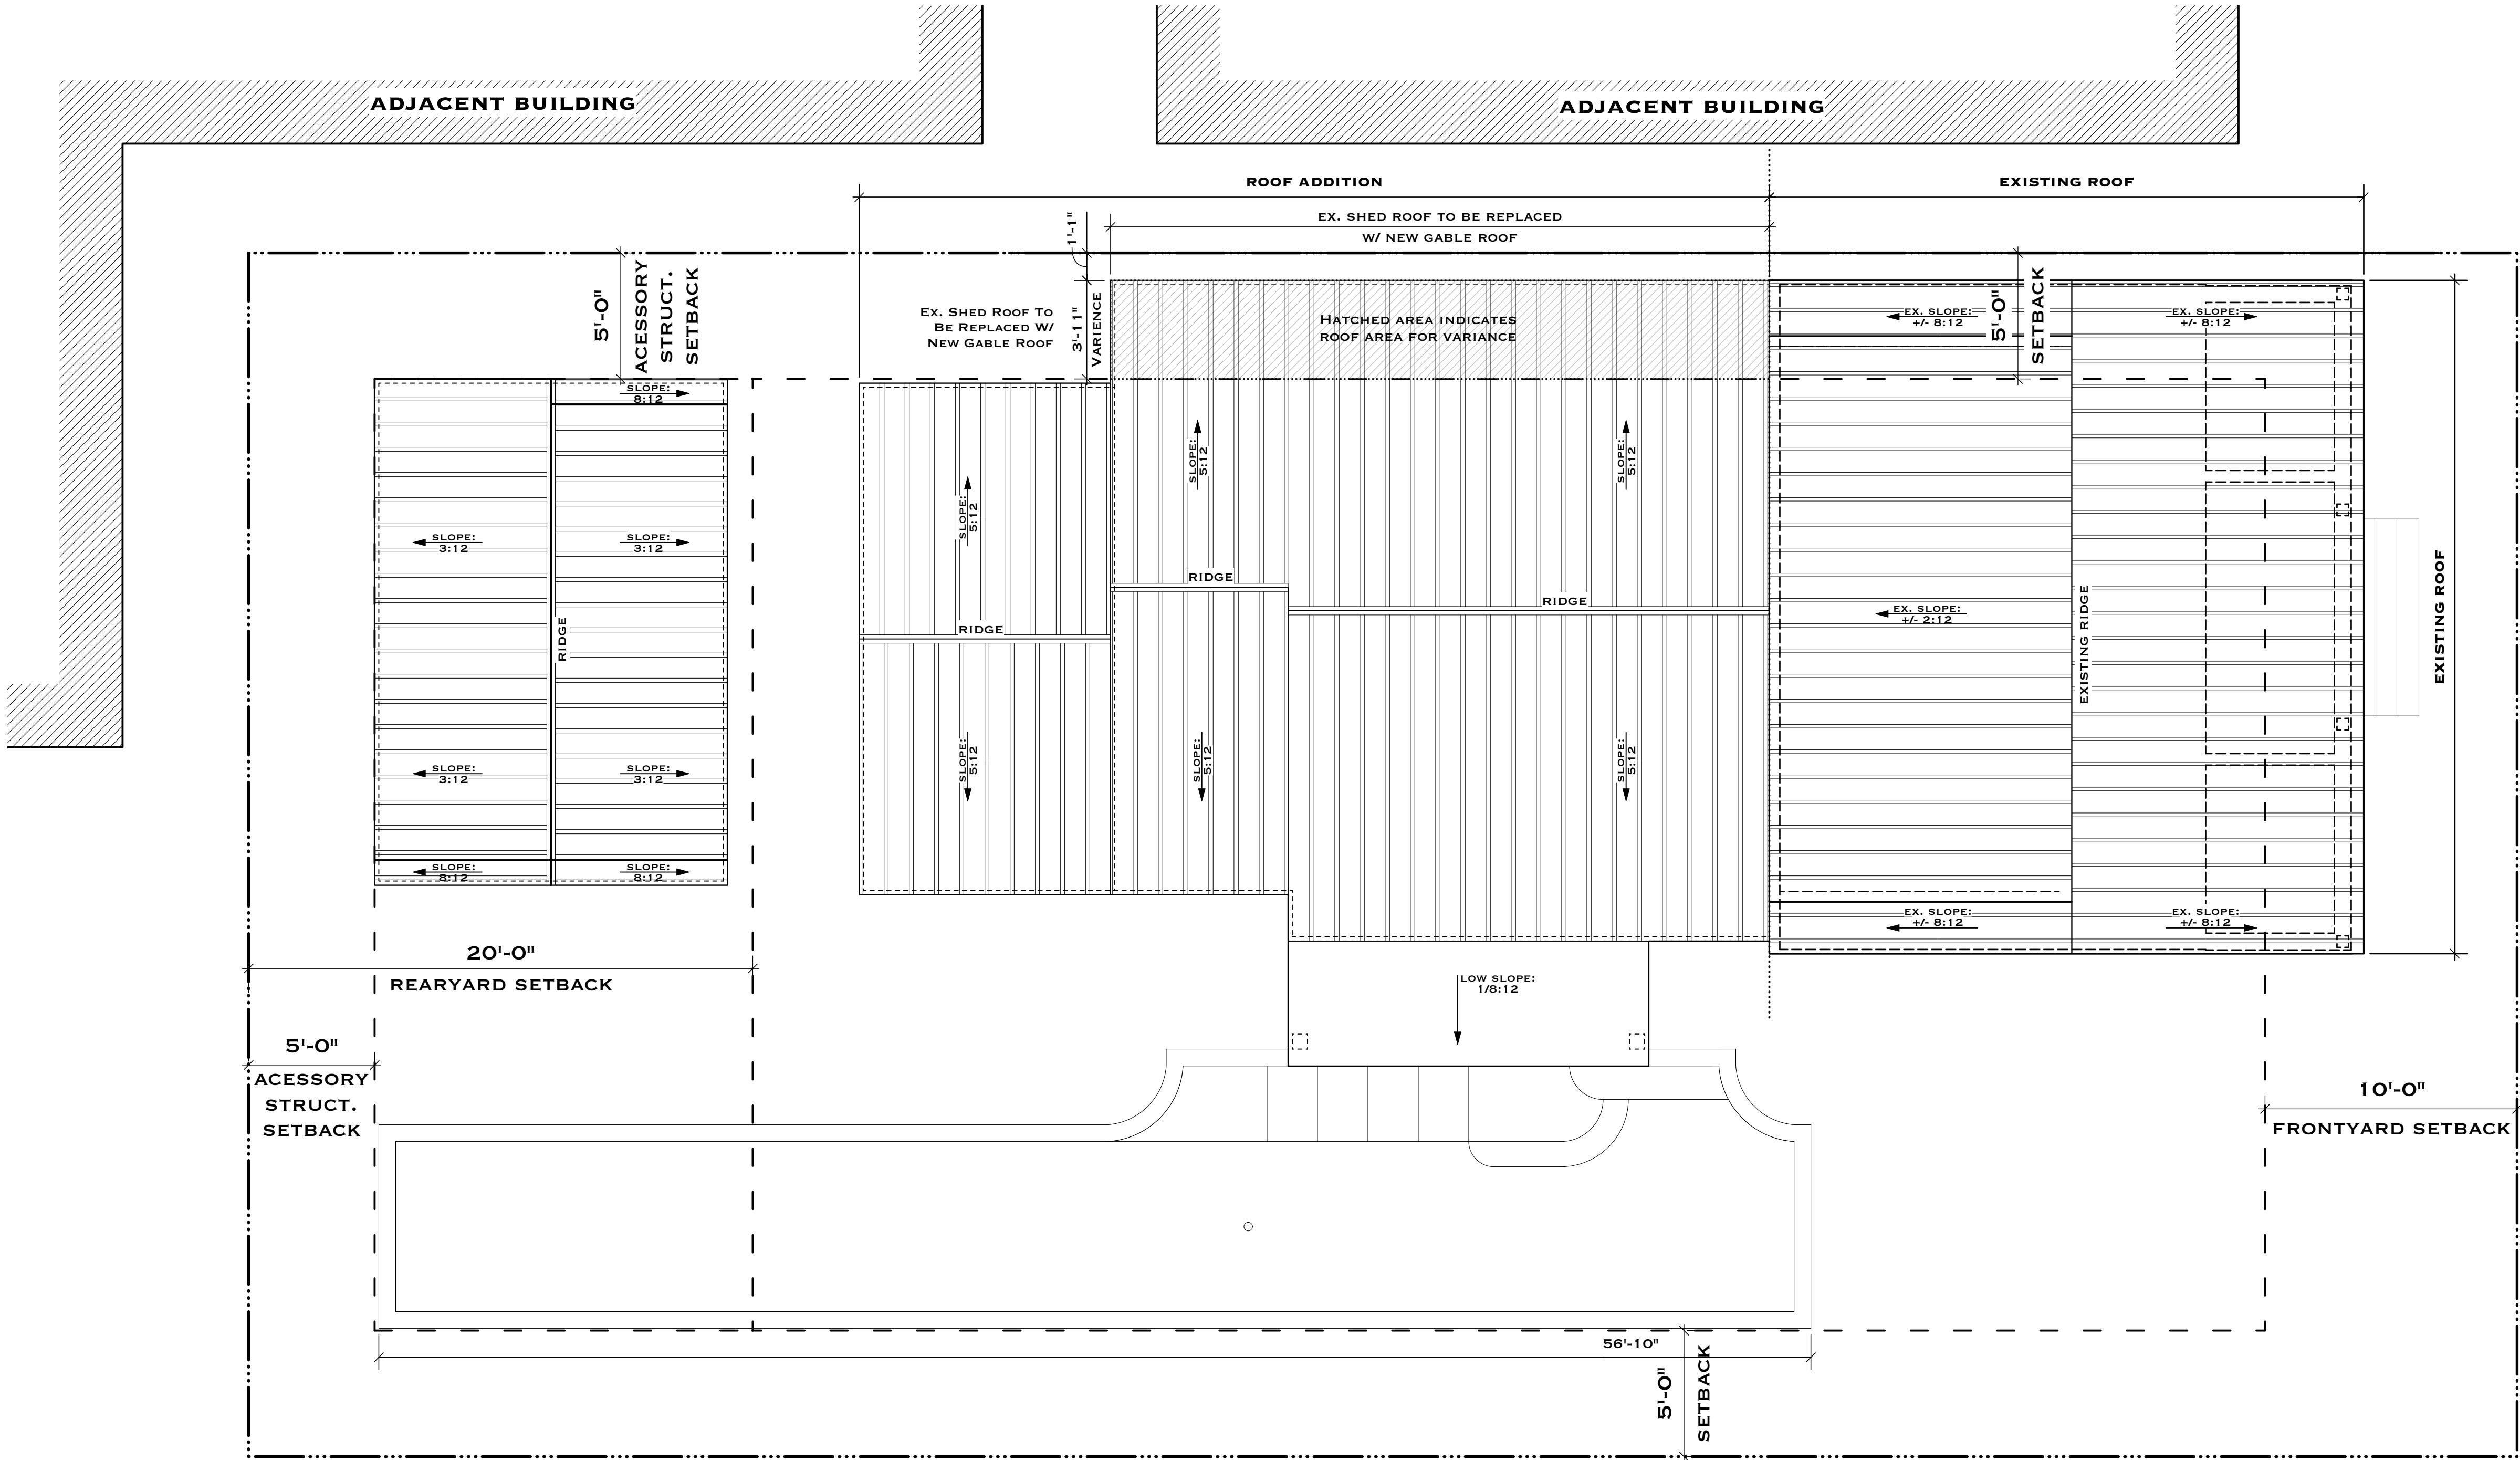 ADJACENT BUILDING
ADJACENT BUILDING
ROOF ADDITION
EXISTING ROOF
EX. SHED ROOF TO BE REPLACED
W/ NEW GABLE ROOF
1'-1"
5'-0"
ACESSORY
STRUCT.
SETBACK
EX. SHED ROOF TO
BE REPLACED W/
NEW GABLE ROOF
3'-11"
VARIENCE
HATCHED AREA INDICATES
ROOF AREA FOR VARIANCE
EX. SLOPE:
+/- 8:12
5'-0"
SETBACK
EX. SLOPE:
+/- 8:12
SLOPE:
8:12
SLOPE:
5:12
SLOPE:
5:12
SLOPE:
5:12
SLOPE:
3:12
SLOPE:
3:12
RIDGE
RIDGE
RIDGE
RIDGE
EX. SLOPE:
+/- 2:12
EXISTING RIDGE
EXISTING ROOF
SLOPE:
3:12
SLOPE:
3:12
SLOPE:
5:12
SLOPE:
5:12
SLOPE:
5:12
SLOPE:
8:12
SLOPE:
8:12
EX. SLOPE:
+/- 8:12
EX. SLOPE:
+/- 8:12
20'-0"
REARYARD SETBACK
LOW SLOPE:
1/8:12
5'-0"
ACESSORY
STRUCT.
SETBACK
10'-0"
FRONTYARD SETBACK
56'-10"
5'-0"
SETBACK